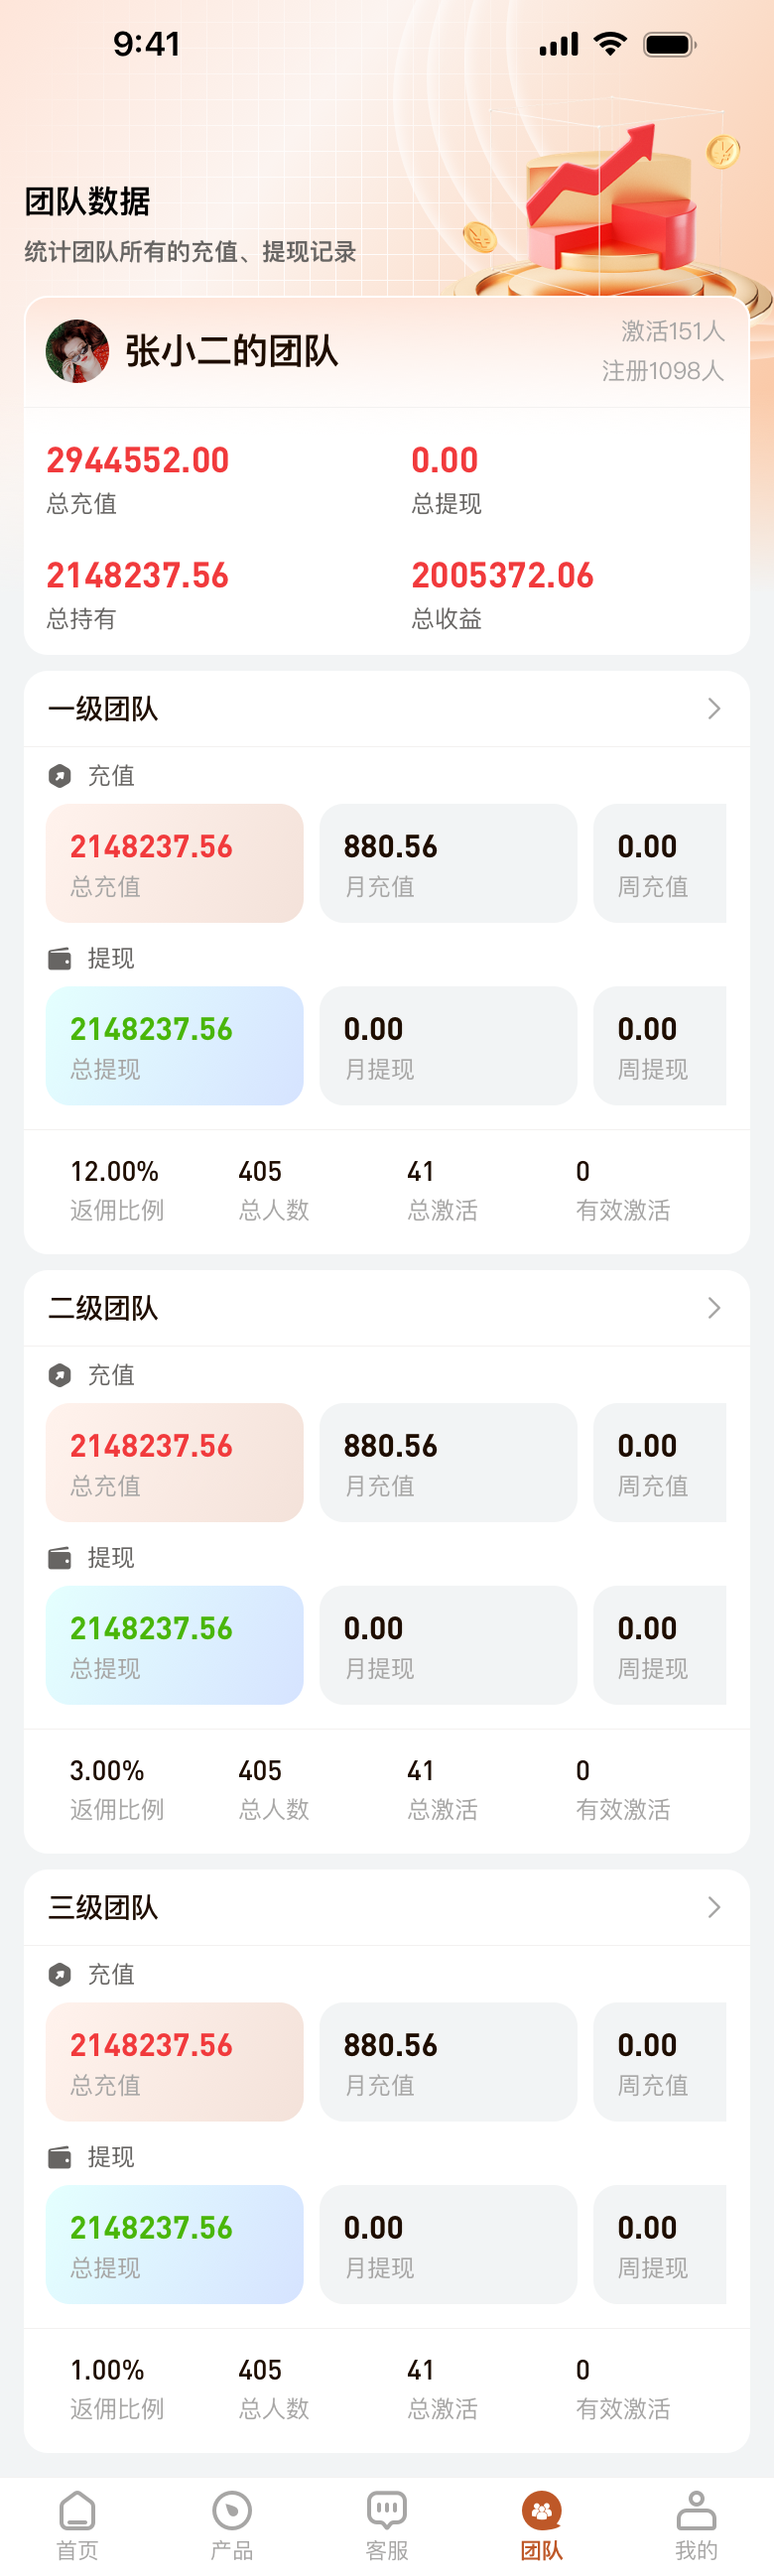 9:41
团队数据
统计团队所有的充值、提现记录
张小二的团队
激活151人
注册1098人
2944552.00
0.00
总充值
总提现
2148237.56
2005372.06
总持有
总收益
一级团队
充值
2148237.56
880.56
0.00
总充值
月充值
周充值
提现
2148237.56
0.00
0.00
总提现
月提现
周提现
12.00%
405
41
0
返佣比例
总人数
总激活
有效激活
二级团队
充值
2148237.56
880.56
0.00
总充值
月充值
周充值
提现
2148237.56
0.00
0.00
总提现
月提现
周提现
3.00%
405
41
0
返佣比例
总人数
总激活
有效激活
三级团队
充值
2148237.56
880.56
0.00
总充值
月充值
周充值
提现
2148237.56
0.00
0.00
总提现
月提现
周提现
1.00%
405
41
0
返佣比例
总人数
总激活
有效激活
首页
产品
客服
团队
我的